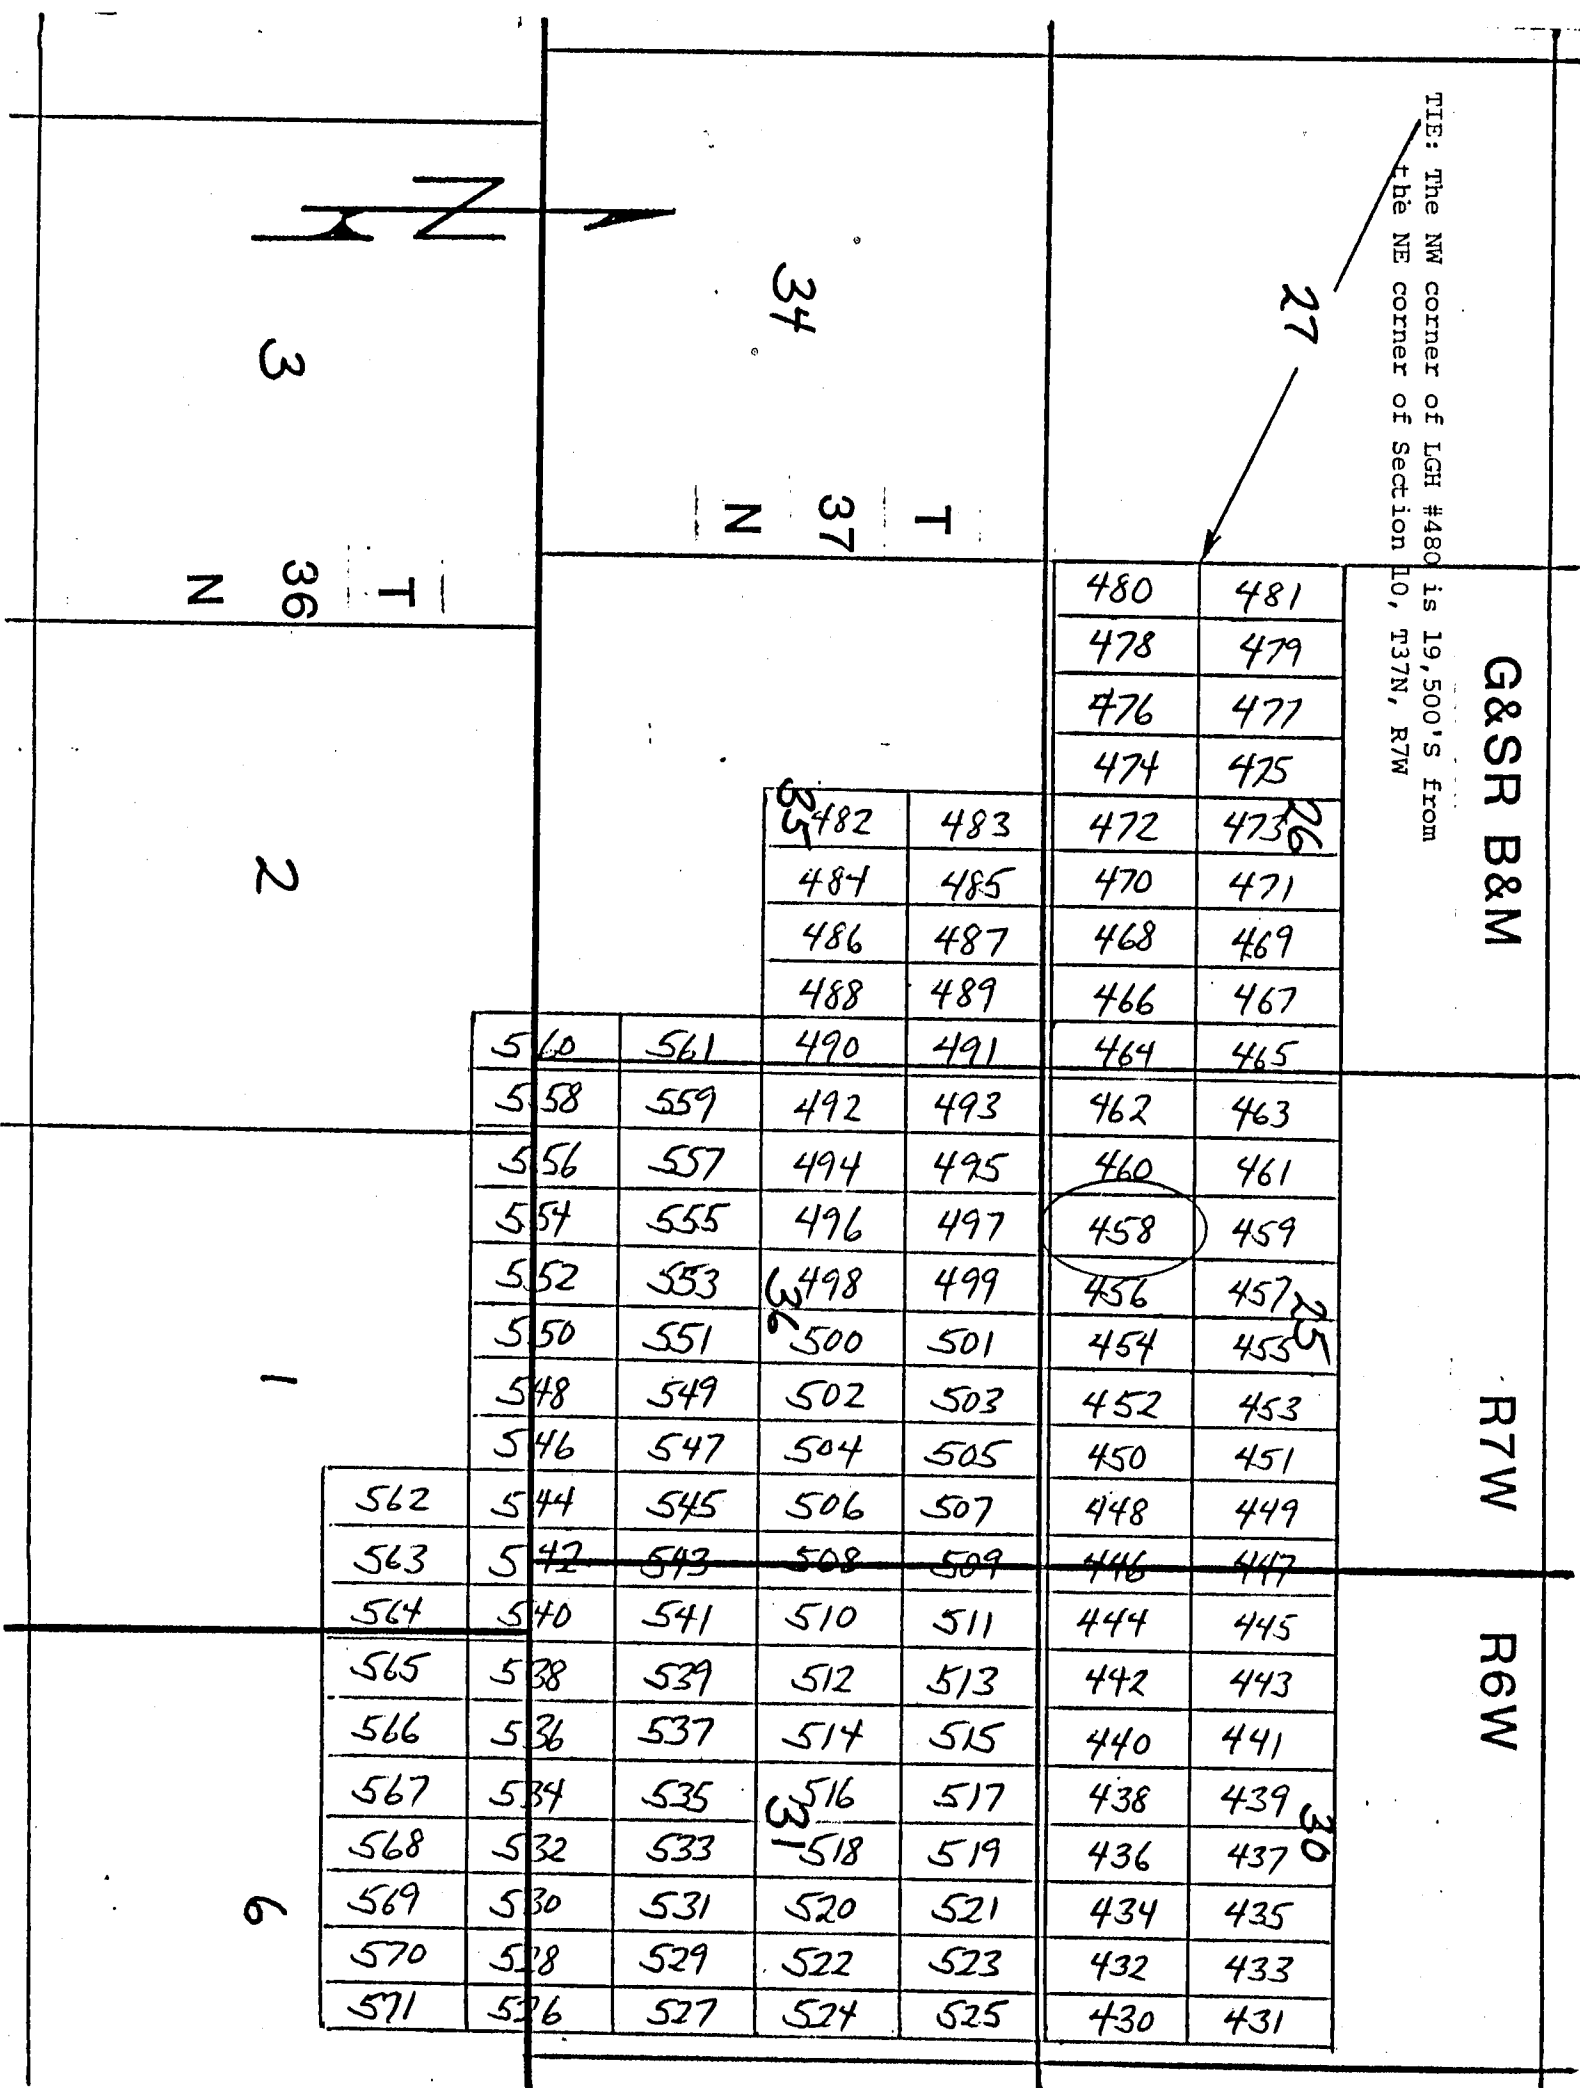 G&SR B&M
R7W
R6W
TIE: The NW corner of LGH #480 is 19,500'S from
the NE corner of Section 10, T37N, R7W
27
26
25
30
34
35
36
31
T
37
N
T
36
N
N
3
2
1
6
480 481
478 479
476 477
474 475
482 483 472 473
484 485 470 471
486 487 468 469
488 489 466 467
560 561 490 491 464 465
558 559 492 493 462 463
556 557 494 495 460 461
554 555 496 497 458 459
552 553 498 499 456 457
550 551 500 501 454 455
548 549 502 503 452 453
546 547 504 505 450 451
562 544 545 506 507 448 449
563 542 543 508 509 446 447
564 540 541 510 511 444 445
565 538 539 512 513 442 443
566 536 537 514 515 440 441
567 534 535 516 517 438 439
568 532 533 518 519 436 437
569 530 531 520 521 434 435
570 528 529 522 523 432 433
571 526 527 524 525 430 431